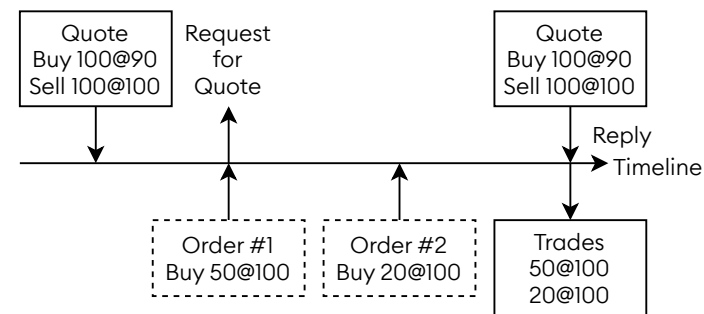 Quote
Buy 100@90
Sell 100@100
Request
for
Quote
Quote
Buy 100@90
Sell 100@100
Reply
Timeline
Order #1
Buy 50@100
Order #2
Buy 20@100
Trades
50@100
20@100